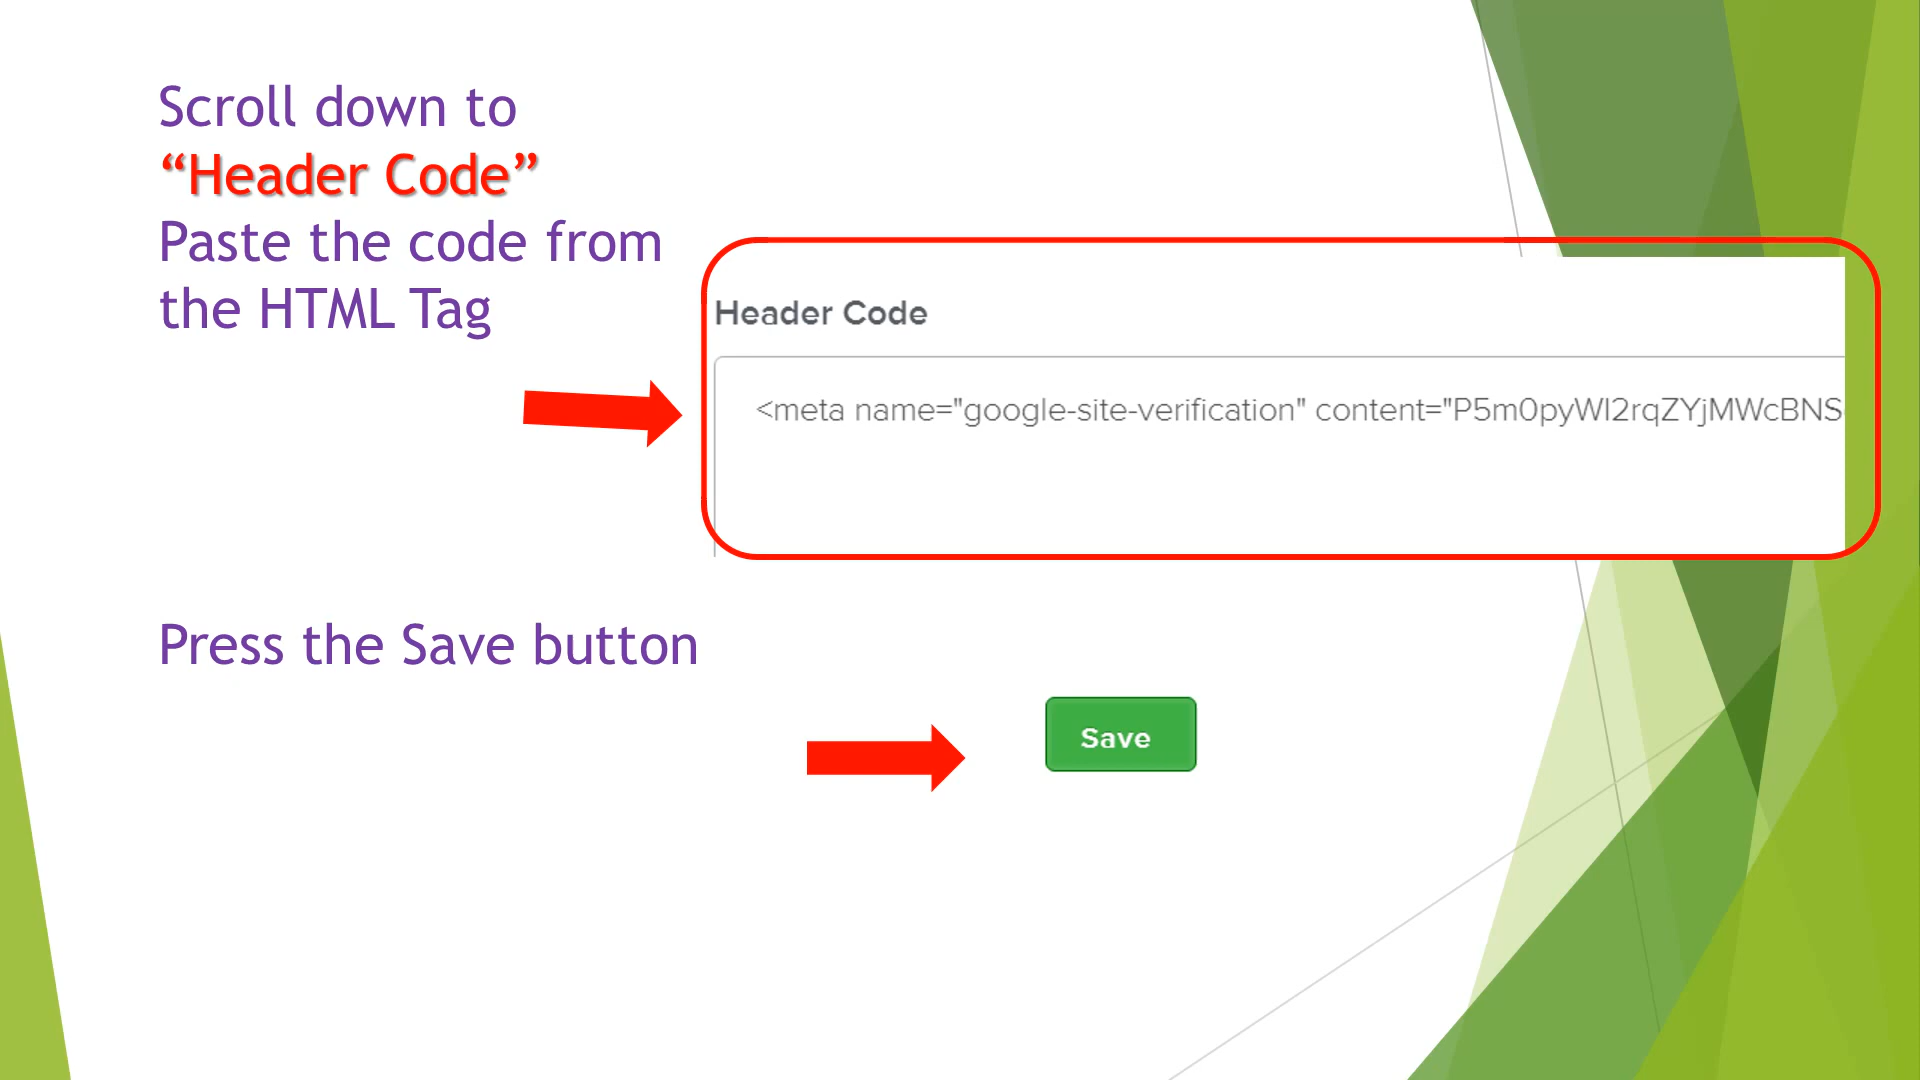 Scroll down to
“Header Code”
Paste the code from
the HTML Tag
Header Code
<meta name="google-site-verification" content="P5m0pyWI2rqZYjMWcBNS
Press the Save button
Save